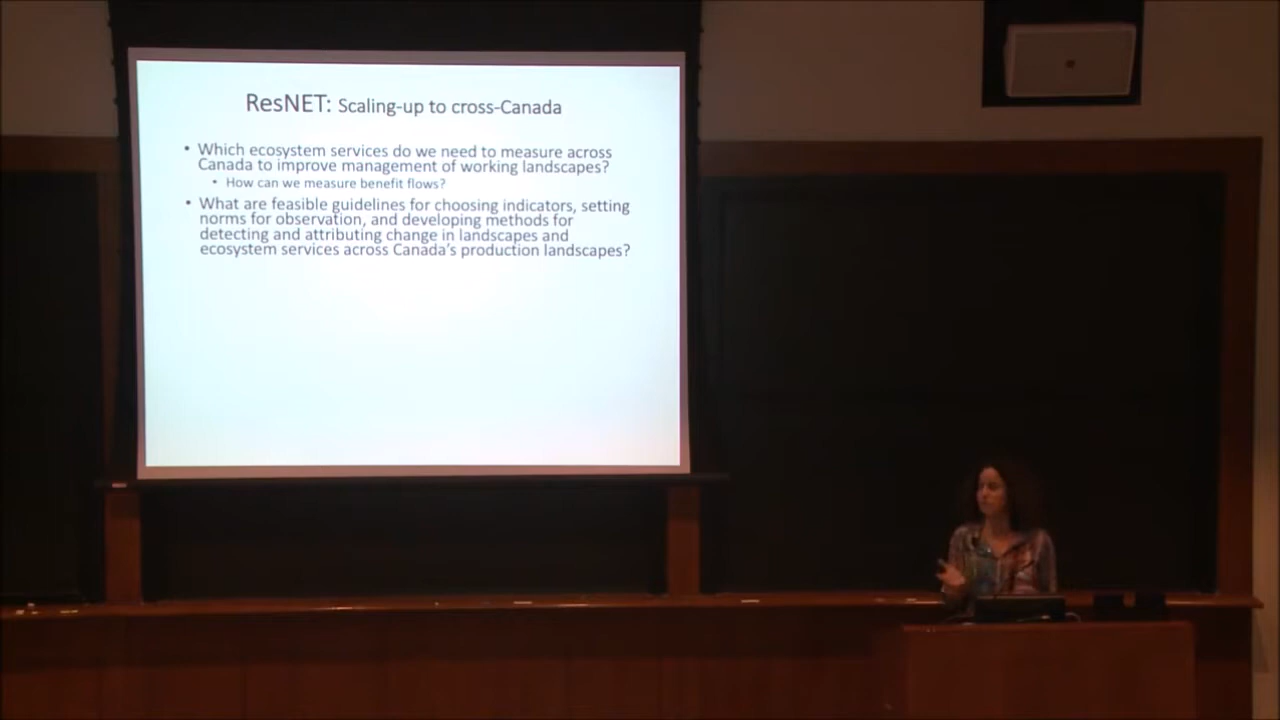 ResNET: Scaling-up to cross-Canada
• Which ecosystem services do we need to measure across
Canada to improve management of working landscapes?
• How can we measure benefit flows?
• What are feasible guidelines for choosing indicators, setting
norms for observation, and developing methods for
detecting and attributing change in landscapes and
ecosystem services across Canada's production landscapes?